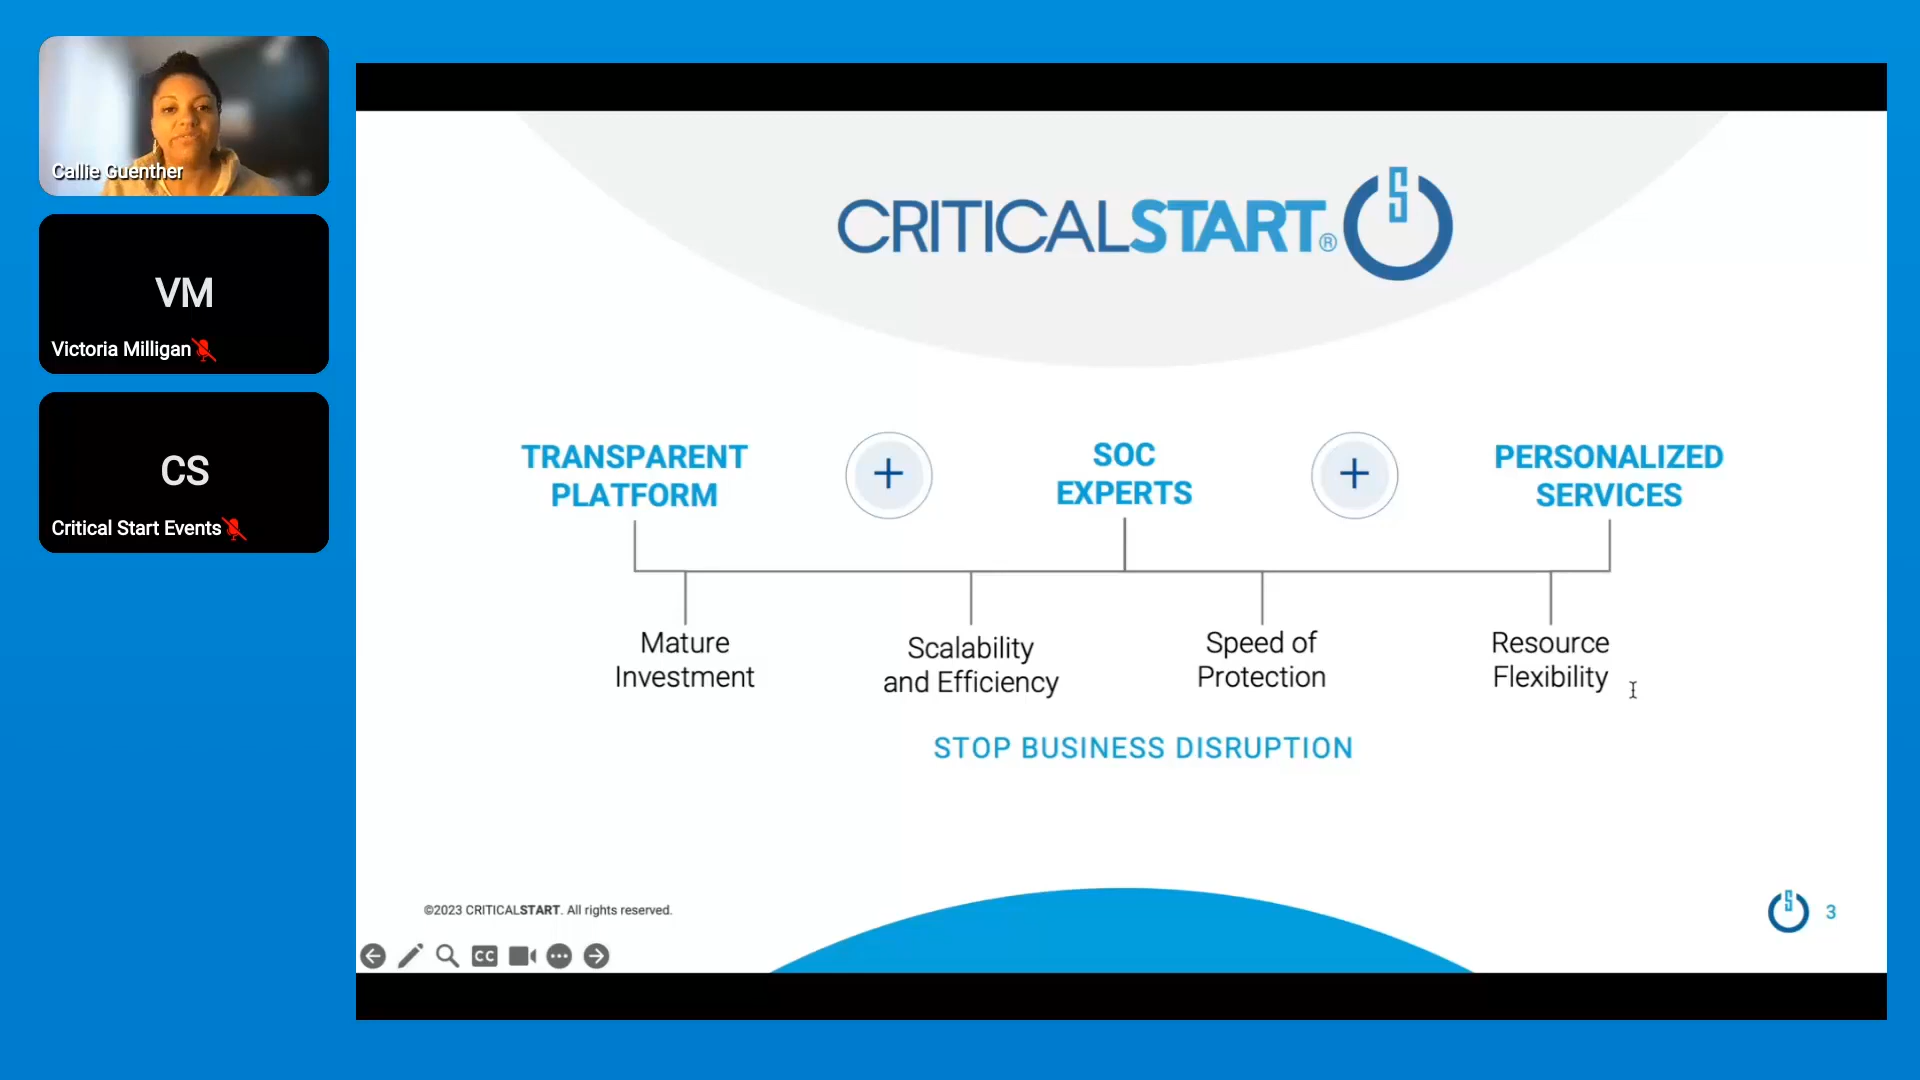 Callie Guenther
VM
Victoria Milligan
CS
Critical Start Events
CRITICALSTART®
TRANSPARENT
PLATFORM
+
SOC
EXPERTS
+
PERSONALIZED
SERVICES
Mature
Investment
Scalability
and Efficiency
Speed of
Protection
Resource
Flexibility
STOP BUSINESS DISRUPTION
©2023 CRITICALSTART. All rights reserved.
3
CC